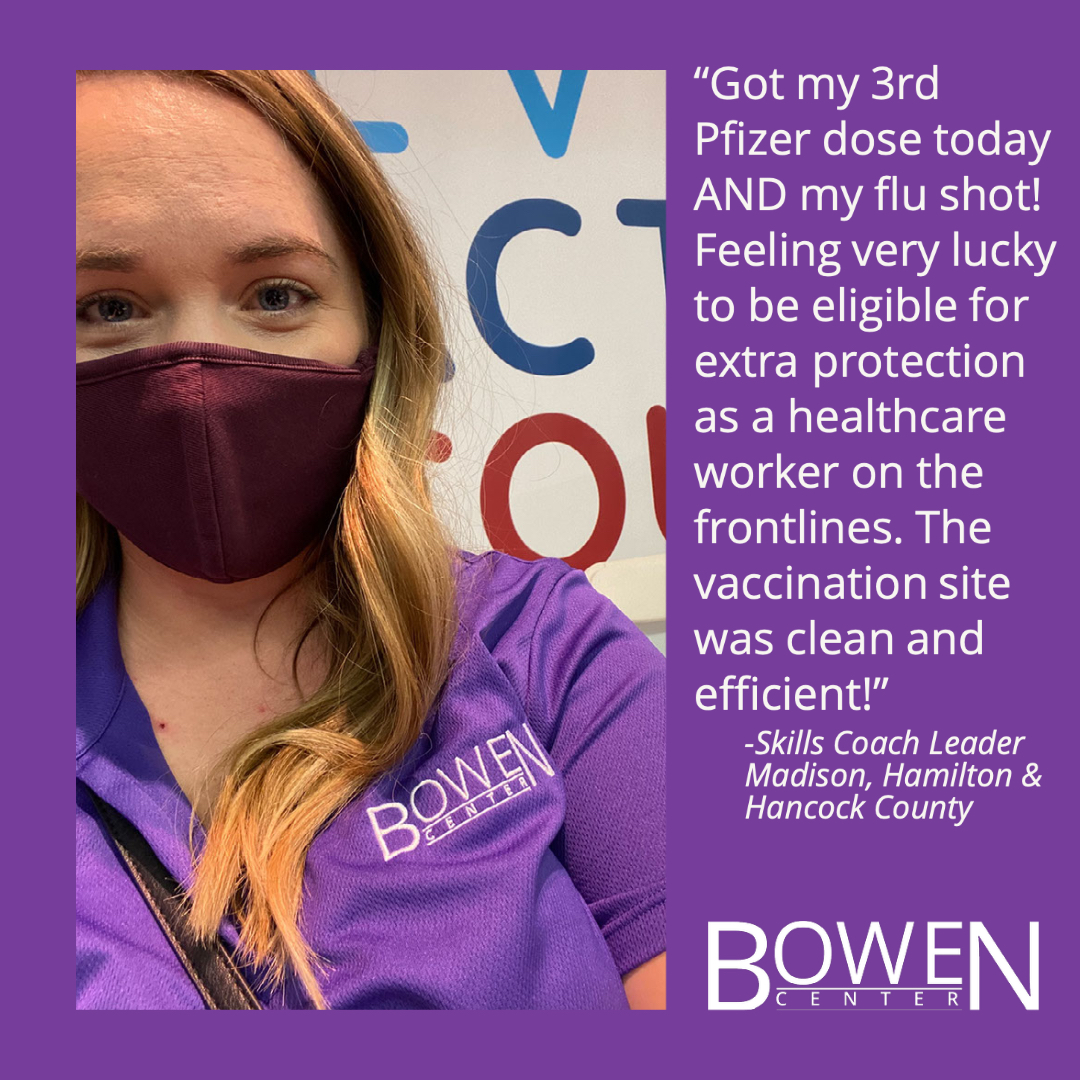 “Got my 3rd
Pfizer dose today
AND my flu shot!
Feeling very lucky
to be eligible for
extra protection
as a healthcare
worker on the
frontlines. The
vaccination site
was clean and
efficient!”
-Skills Coach Leader
Madison, Hamilton &
Hancock County
BOWEN
CENTER
BOWEN
CENTER